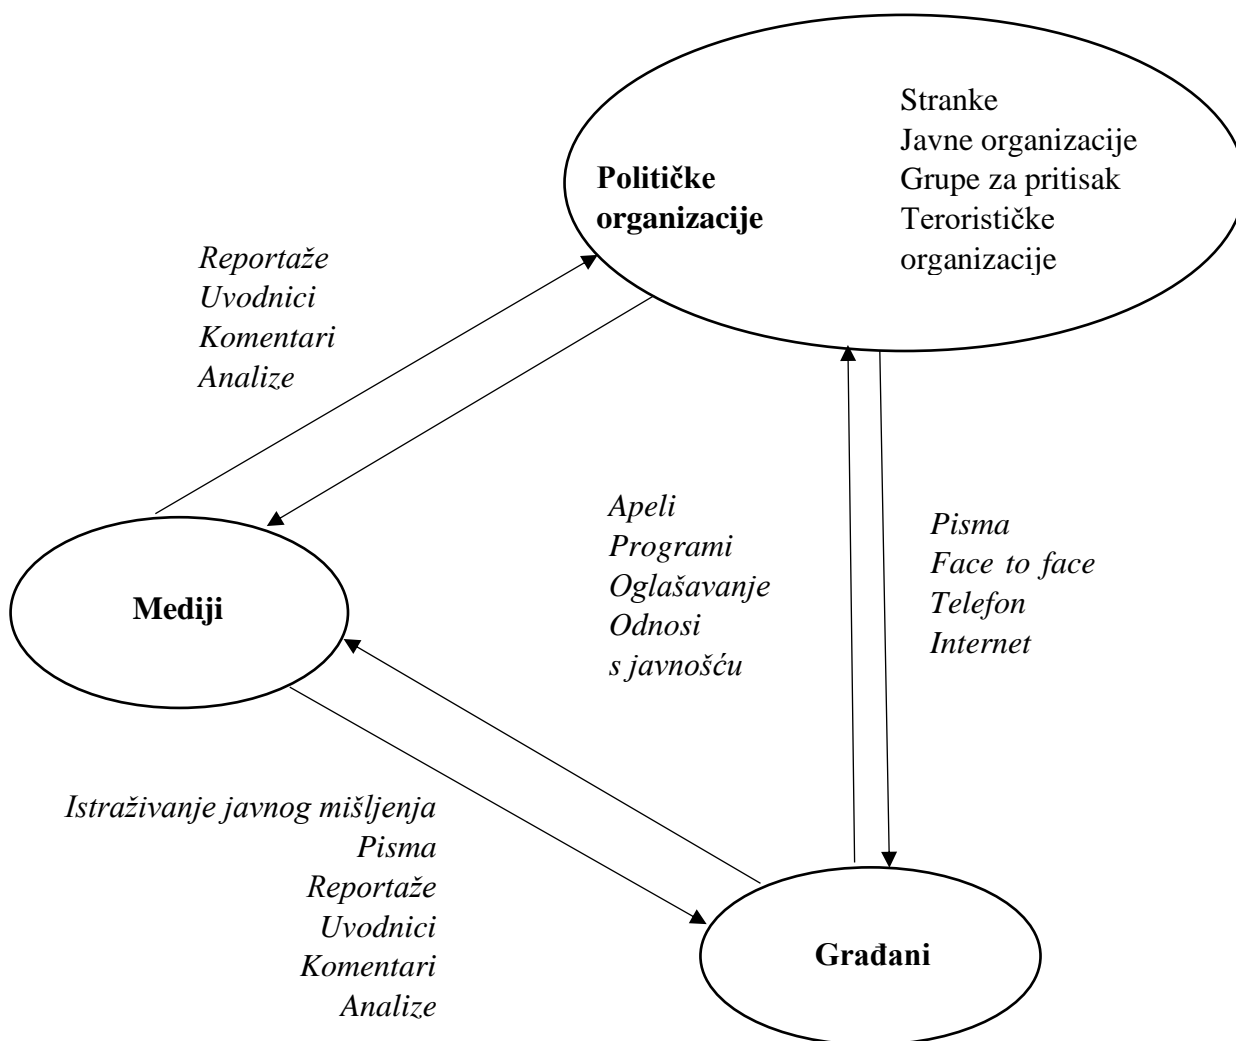 Stranke
Javne organizacije
Političke
organizacije
Grupe za pritisak
Terorističke
organizacije
Reportaže
Uvodnici
Komentari
Analize
Mediji
Apeli
Programi
Oglašavanje
Odnosi
s javnošću
Pisma
Face to face
Telefon
Internet
Istraživanje javnog mišljenja
Pisma
Reportaže
Uvodnici
Komentari
Analize
Građani